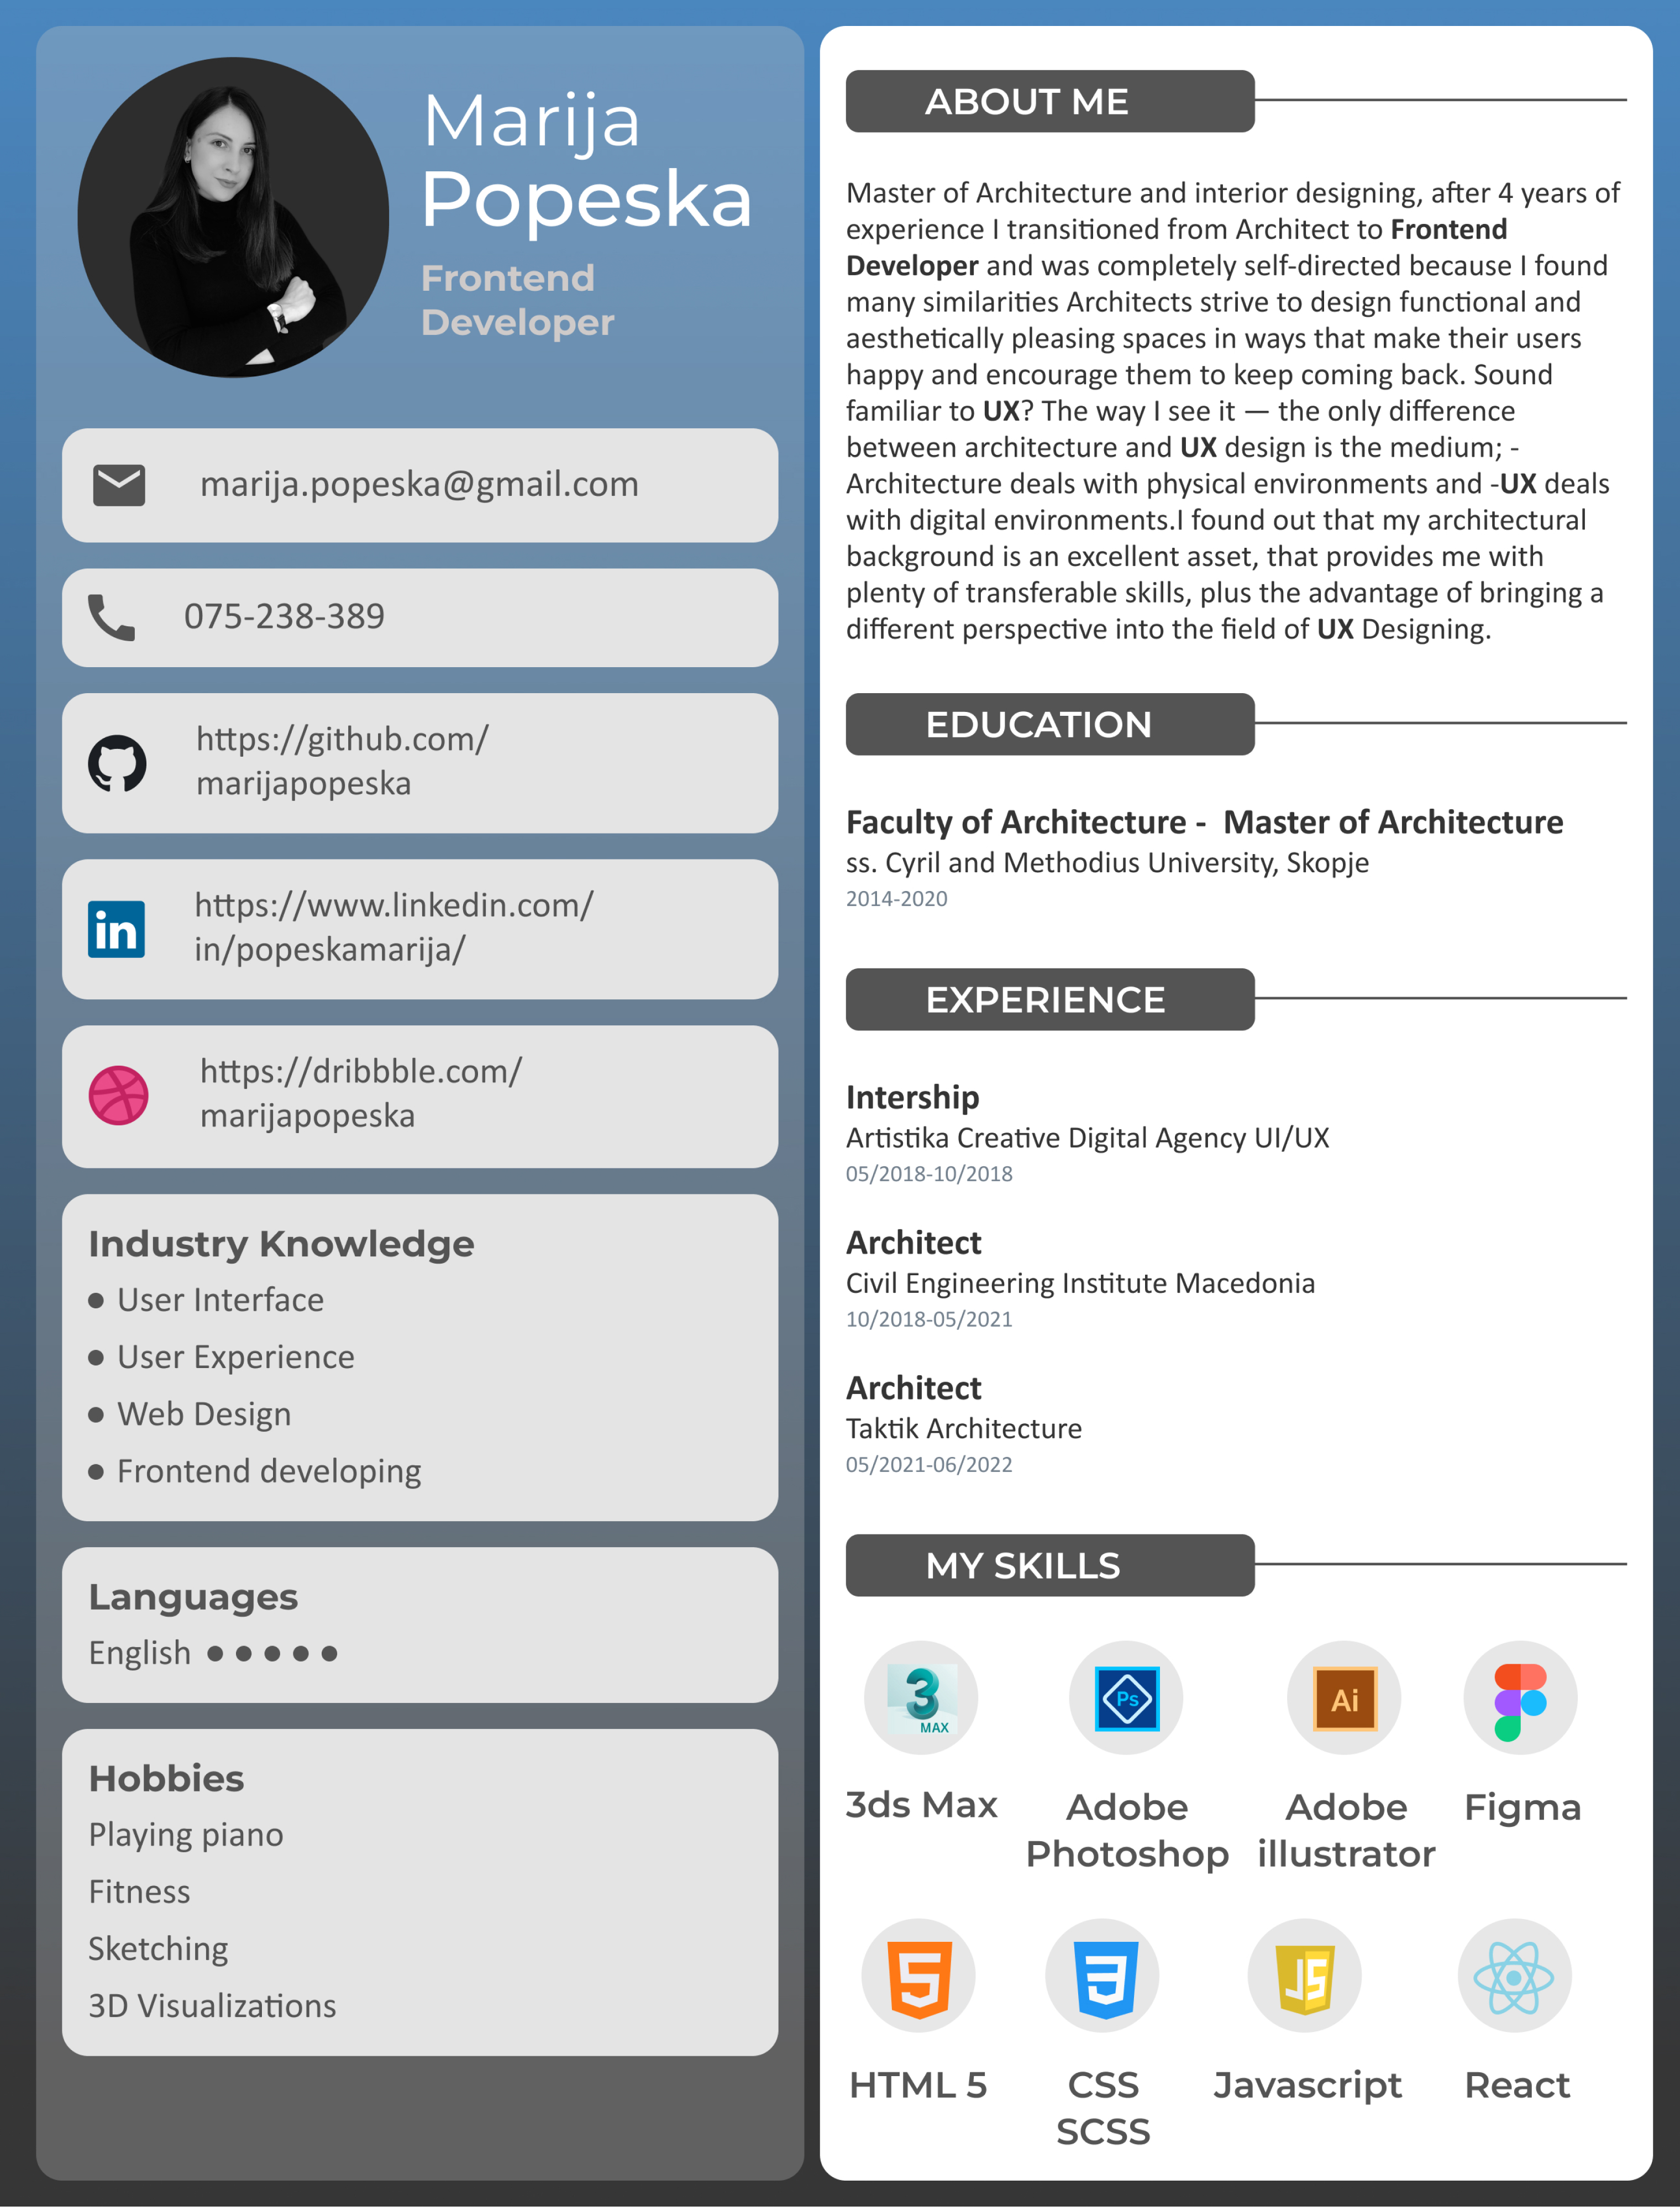 Marija
Popeska
Frontend
Developer
marija.popeska@gmail.com
075-238-389
https://github.com/
marijapopeska
in
https://www.linkedin.com/
in/popeskamarija/
https://dribbble.com/
marijapopeska
Industry Knowledge
User Interface
User Experience
Web Design
Frontend developing
Languages
English
Hobbies
Playing piano
Fitness
Sketching
3D Visualizations
ABOUT ME
Master of Architecture and interior designing, after 4 years of
experience I transitioned from Architect to Frontend
Developer and was completely self-directed because I found
many similarities Architects strive to design functional and
aesthetically pleasing spaces in ways that make their users
happy and encourage them to keep coming back. Sound
familiar to UX? The way I see it — the only difference
between architecture and UX design is the medium; -
Architecture deals with physical environments and -UX deals
with digital environments.I found out that my architectural
background is an excellent asset, that provides me with
plenty of transferable skills, plus the advantage of bringing a
different perspective into the field of UX Designing.
EDUCATION
Faculty of Architecture -  Master of Architecture
ss. Cyril and Methodius University, Skopje
2014-2020
EXPERIENCE
Intership
Artistika Creative Digital Agency UI/UX
05/2018-10/2018
Architect
Civil Engineering Institute Macedonia
10/2018-05/2021
Architect
Taktik Architecture
05/2021-06/2022
MY SKILLS
3
MAX
Ps
Ai
3ds Max
Adobe
Photoshop
Adobe
illustrator
Figma
5
3
JS
HTML 5
CSS
SCSS
Javascript
React